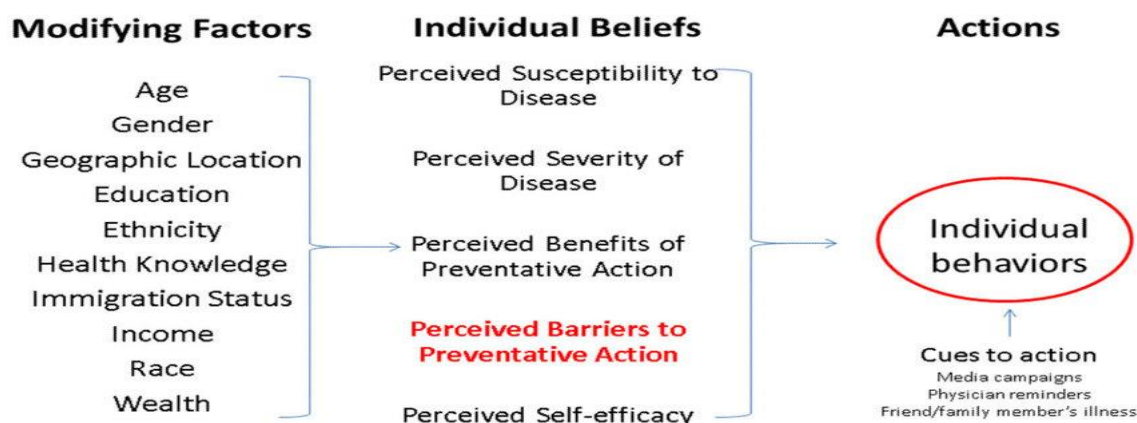 Modifying Factors
Age
Gender
Geographic Location
Education
Ethnicity
Health Knowledge
Immigration Status
Income
Race
Wealth
Individual Beliefs
Perceived Susceptibility to
Disease
Perceived Severity of
Disease
Perceived Benefits of
Preventative Action
Perceived Barriers to
Preventative Action
Perceived Self-efficacy
Actions
Individual
behaviors
Cues to action
Media campaigns
Physician reminders
Friend/family member's illness